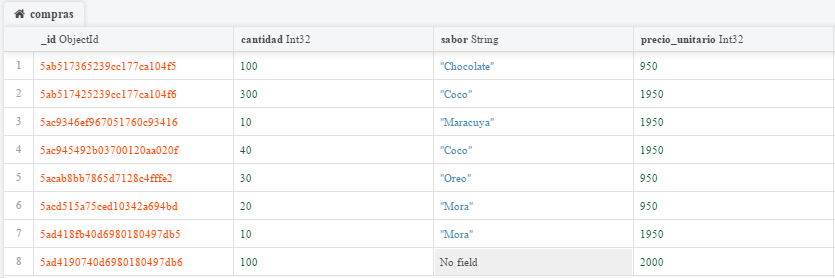 compras
_id ObjectId cantidad Int32 sabor String precio_unitario Int32
1 5ab517365239cc177ca104f5 100 "Chocolate" 950
2 5ab517425239cc177ca104f6 300 "Coco" 1950
3 5ac9346ef967051760c93416 10 "Maracuya" 1950
4 5ac945492b03700120aa020f 40 "Coco" 1950
5 5acab8bb7865d7128c4fffe2 30 "Oreo" 950
6 5acd515a75ced10342a694bd 20 "Mora" 950
7 5ad418fb40d6980180497db5 10 "Mora" 1950
8 5ad4190740d6980180497db6 100 No field 2000